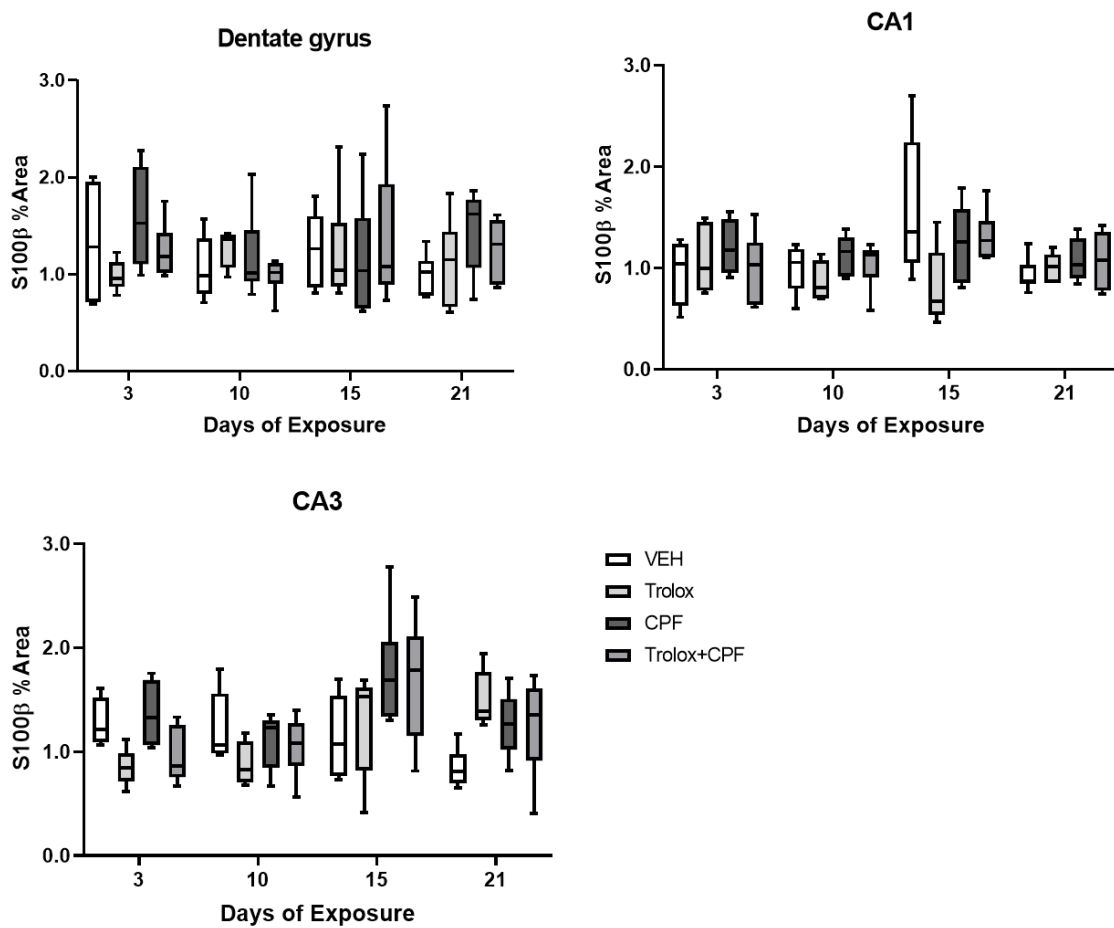 Dentate gyrus
3.0
2.0
1.0
0.0
S100β % Area
3 10 15 21
Days of Exposure
CA1
3.0
2.0
1.0
0.0
S100β % Area
3 10 15 21
Days of Exposure
CA3
3.0
2.0
1.0
0.0
S100β % Area
3 10 15 21
Days of Exposure
VEH
Trolox
CPF
Trolox+CPF